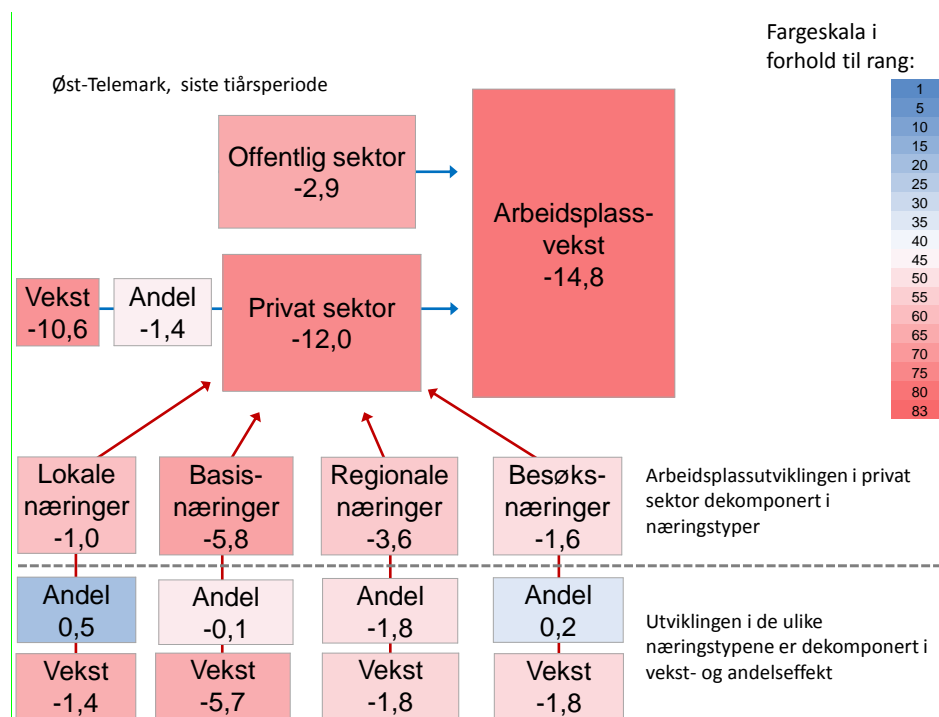 Fargeskala i
forhold til rang:
Øst-Telemark, siste tiårsperiode
1
5
10
15
20
25
30
35
40
45
50
55
60
65
70
75
80
83
Offentlig sektor
-2,9
Arbeidsplass-
vekst
-14,8
Vekst
-10,6
Andel
-1,4
Privat sektor
-12,0
Lokale
næringer
-1,0
Basis-
næringer
-5,8
Regionale
næringer
-3,6
Besøks-
næringer
-1,6
Arbeidsplassutviklingen i privat
sektor dekomponert i
næringstyper
Andel
0,5
Andel
-0,1
Andel
-1,8
Andel
0,2
Utviklingen i de ulike
næringstypene er dekomponert i
vekst- og andelseffekt
Vekst
-1,4
Vekst
-5,7
Vekst
-1,8
Vekst
-1,8